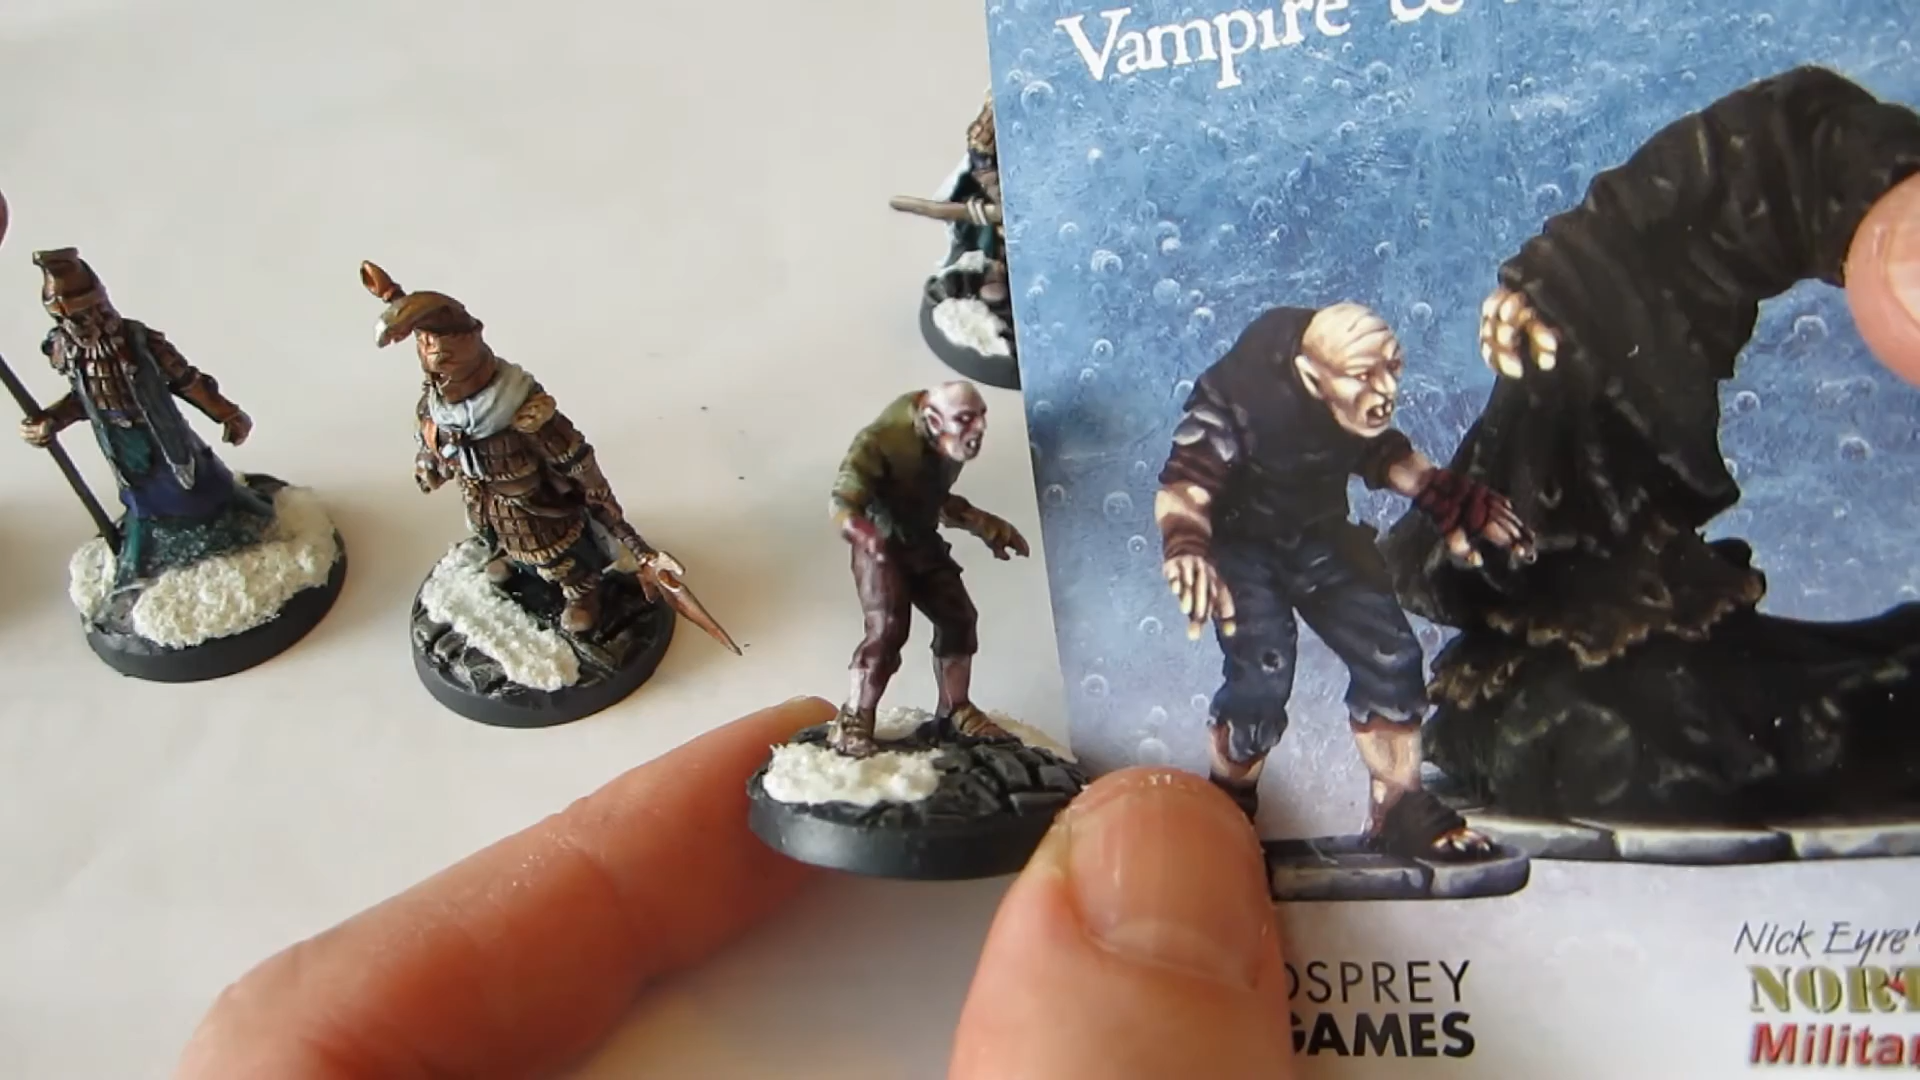 Vampire &
OSPREY
GAMES
Nick Eyre'
NORT
Militar